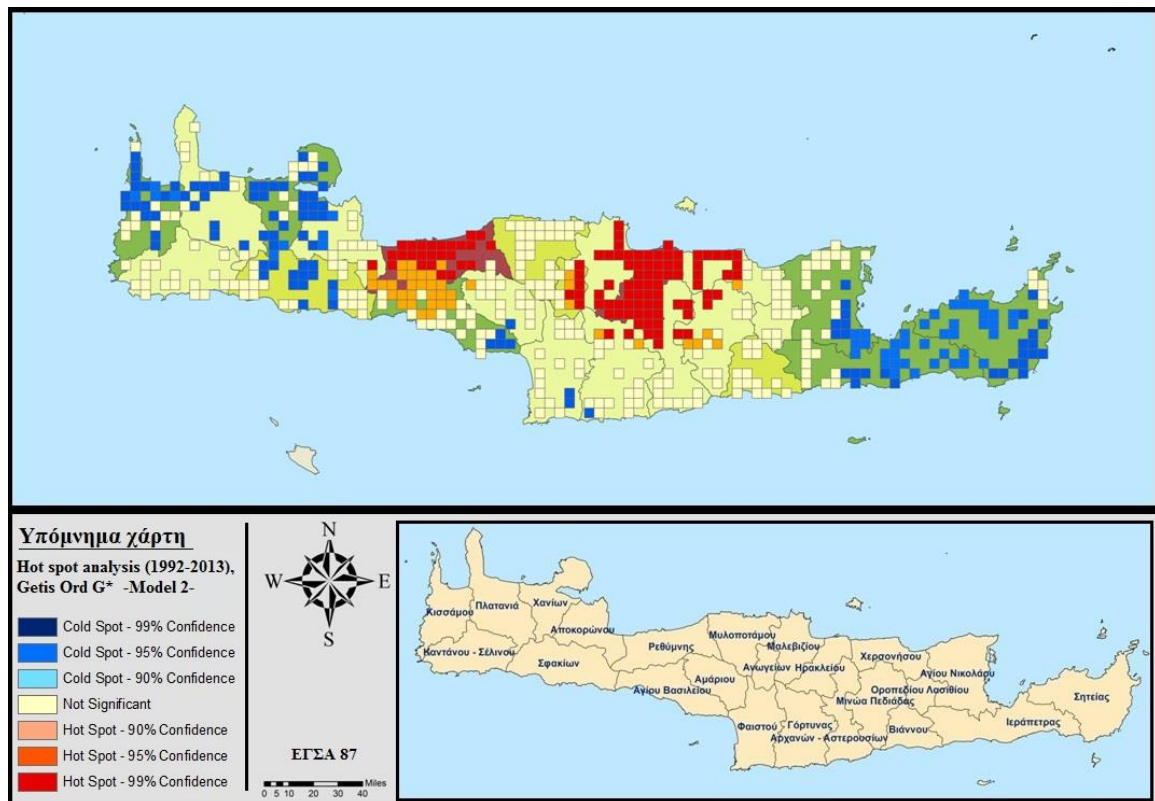 Υπόμνημα χάρτη
Hot spot analysis (1992-2013),
Getis Ord G* -Model 2-
Cold Spot - 99% Confidence
Cold Spot - 95% Confidence
Cold Spot - 90% Confidence
Not Significant
Hot Spot - 90% Confidence
Hot Spot - 95% Confidence
Hot Spot - 99% Confidence
N
W
E
S
ΕΓΣΑ 87
Miles
0 5 10 20 30 40
Κισσάμου
Πλατανιά
Χανίων
Αποκορώνου
Καντάνου - Σέλινου
Σφακίων
Ρεθύμνης
Αγίου Βασιλείου
Αμάριου
Μυλοποτάμου
Ανωγείων
Μαλεβιζίου
Ηρακλείου
Χερσονήσου
Αγίου Νικολάου
Οροπεδίου Λασιθίου
Μινώα Πεδιάδας
Φαιστού
Γόρτυνας
Αρχανών - Αστερουσίων
Βιάννου
Ιεράπετρας
Σητείας